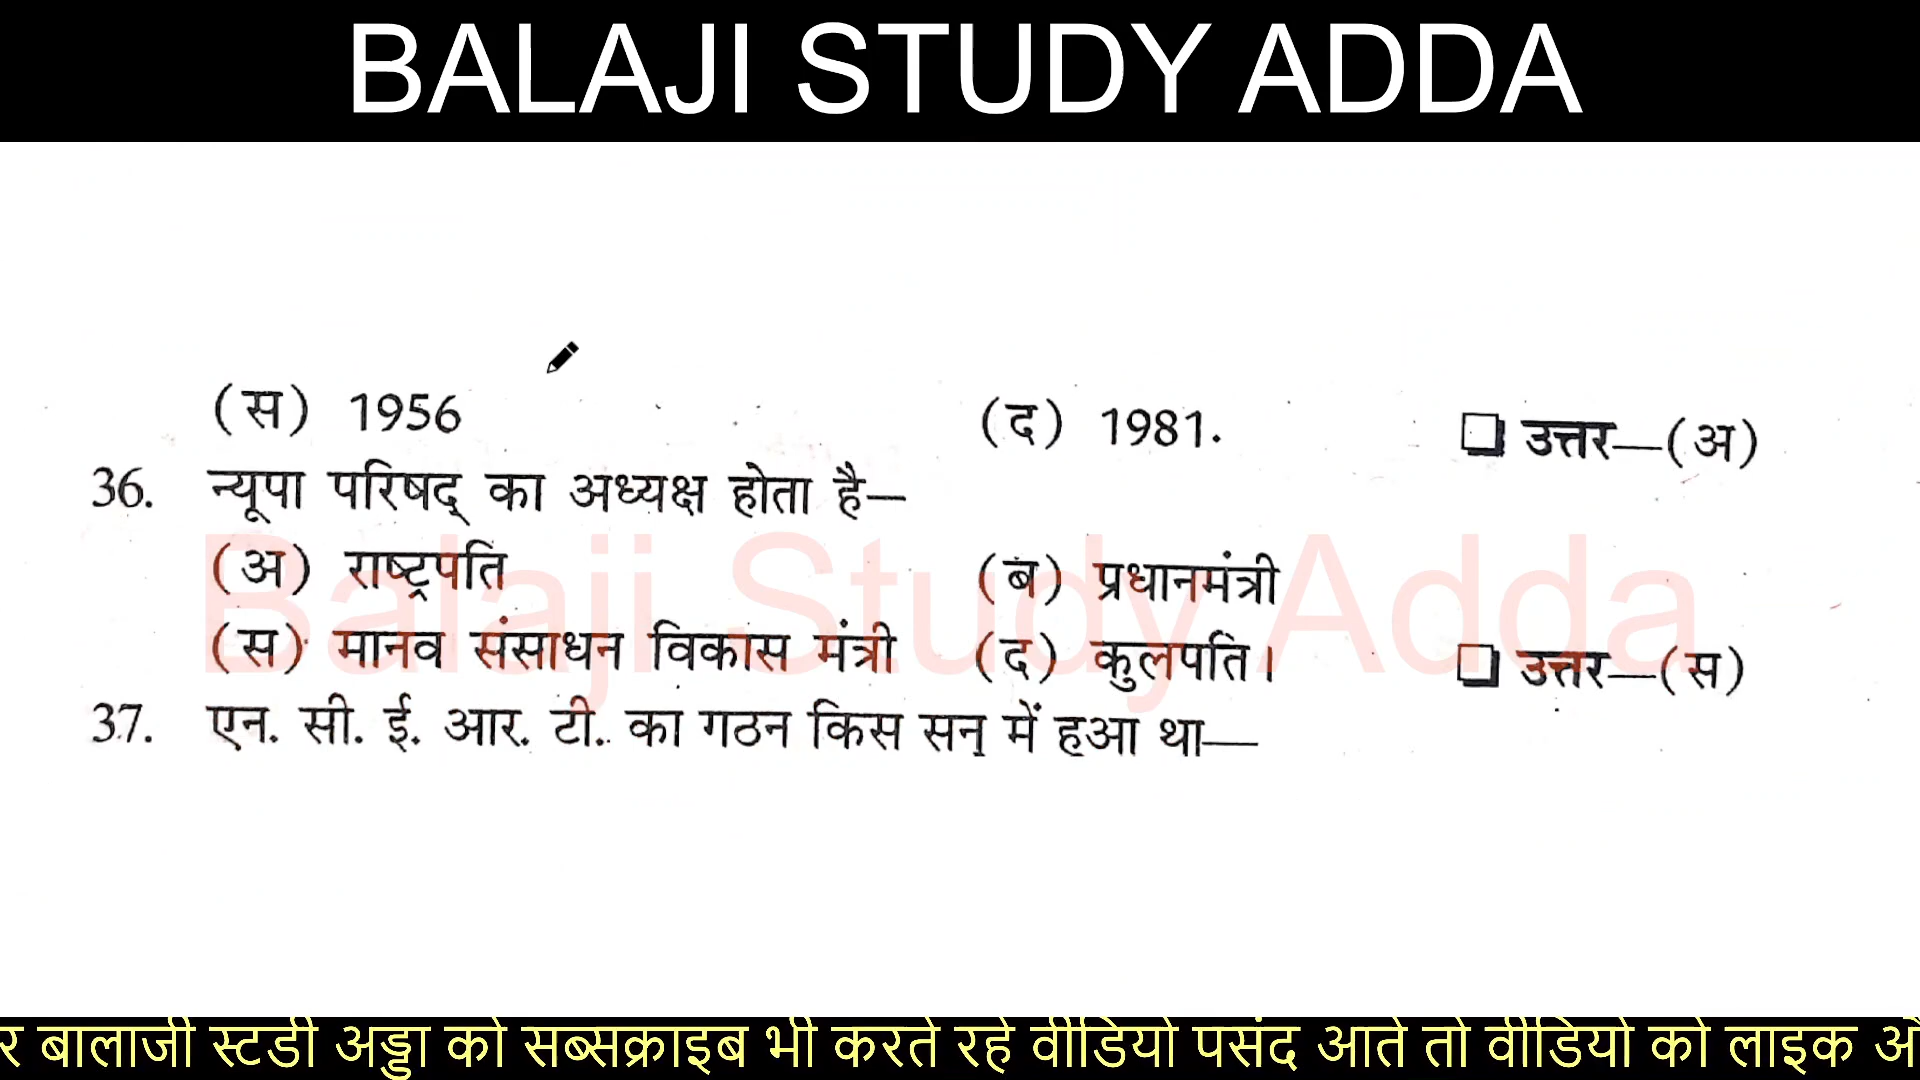 BALAJI STUDY ADDA
(स) 1956 (द) 1981. ❑ उत्तर—(अ)
36. न्यूपा परिषद् का अध्यक्ष होता है—
(अ) राष्ट्रपति (ब) प्रधानमंत्री
Balaji Study Adda
(स) मानव संसाधन विकास मंत्री (द) कुलपति। ❑ उत्तर—(स)
37. एन. सी. ई. आर. टी. का गठन किस सन् में हुआ था—
र बालाजी स्टडी अड्डा को सब्सक्राइब भी करते रहे वीडियो पसंद आते तो वीडियो को लाइक औ